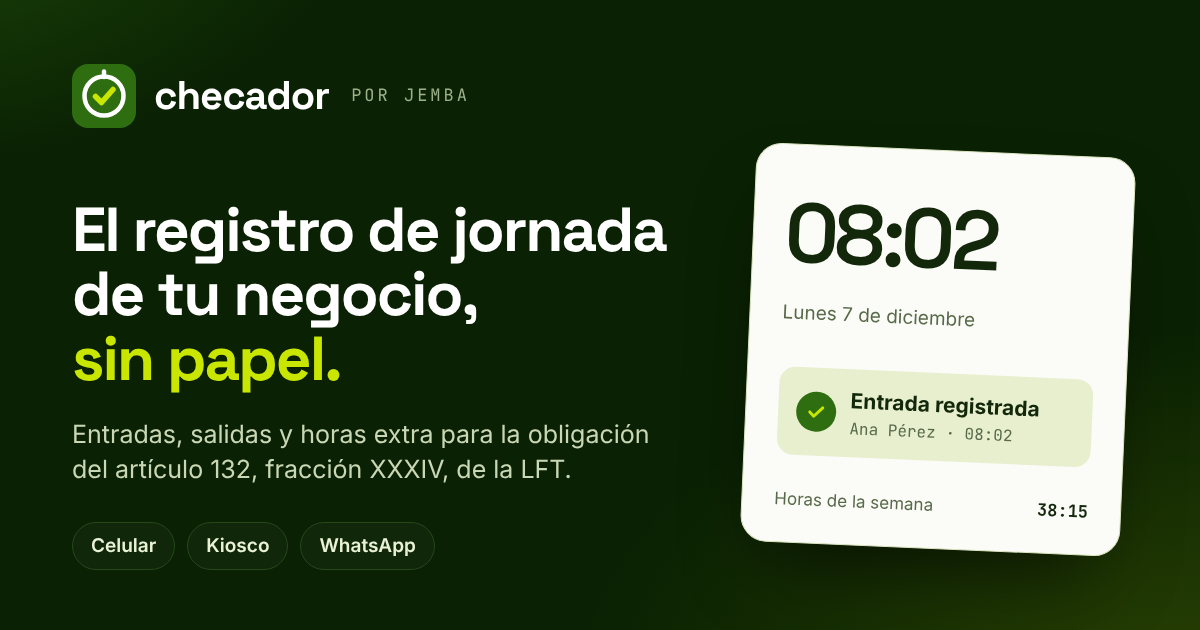 checador POR JEMBA
El registro de jornada
de tu negocio,
sin papel.
Entradas, salidas y horas extra para la obligación
del artículo 132, fracción XXXIV, de la LFT.
Celular Kiosco WhatsApp
08:02
Lunes 7 de diciembre
Entrada registrada
Ana Pérez · 08:02
Horas de la semana 38:15